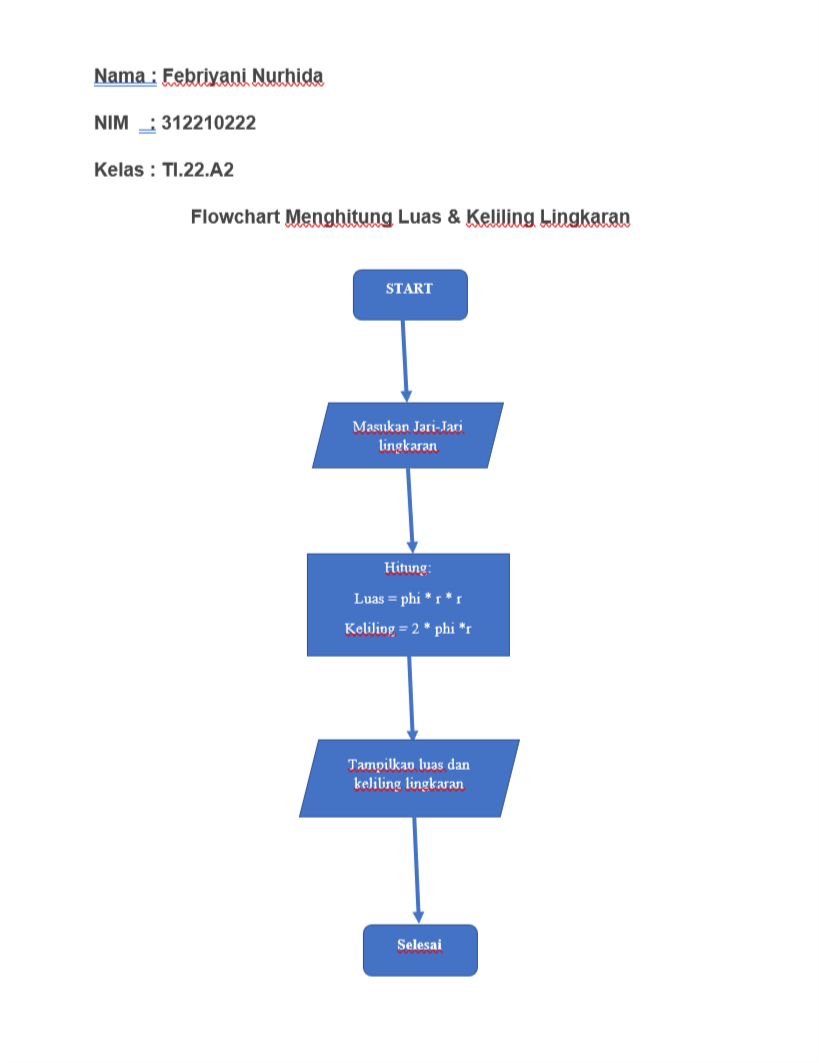 Nama : Febriyani Nurhida
NIM : 312210222
Kelas : TI.22.A2
Flowchart Menghitung Luas & Keliling Lingkaran
START
Masukan Jari-Jari
lingkaran
Hitung:
Luas = phi * r * r
Keliling = 2 * phi *r
Tampilkan luas dan
keliling lingkaran
Selesai